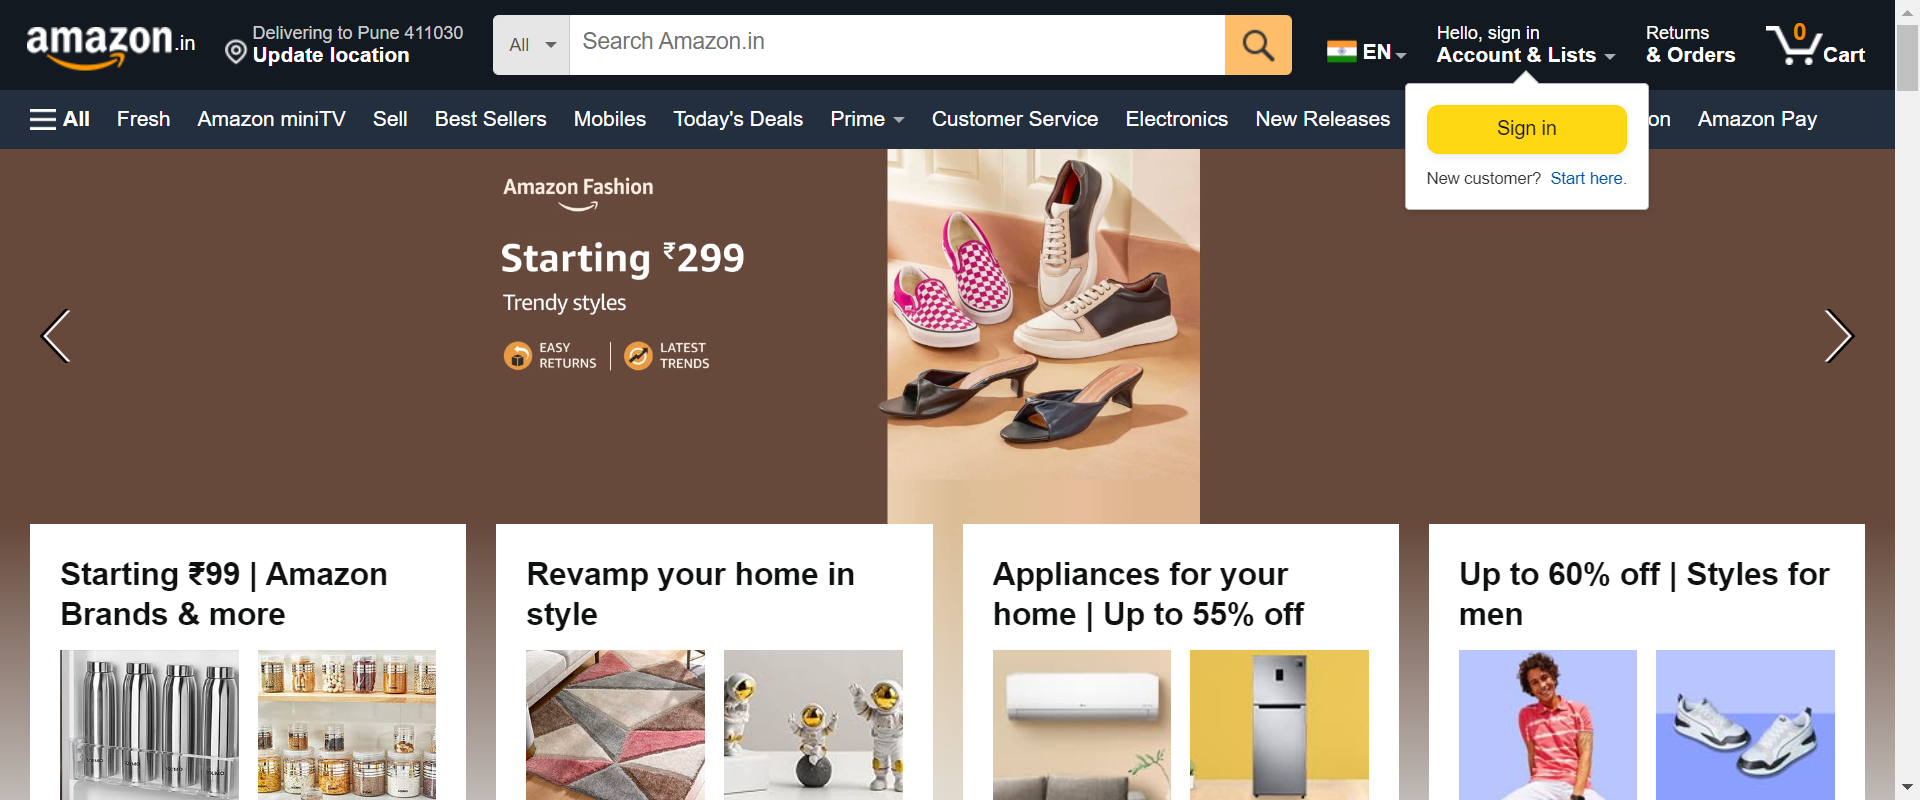 amazon.in
Delivering to Pune 411030
Update location
All
Search Amazon.in
EN
Hello, sign in
Account & Lists
Returns
& Orders
0
Cart
All
Fresh
Amazon miniTV
Sell
Best Sellers
Mobiles
Today's Deals
Prime
Customer Service
Electronics
New Releases
on
Amazon Pay
Sign in
New customer? Start here.
Amazon Fashion
Starting ₹299
Trendy styles
EASY
RETURNS
LATEST
TRENDS
Starting ₹99 | Amazon
Brands & more
Revamp your home in
style
Appliances for your
home | Up to 55% off
Up to 60% off | Styles for
men